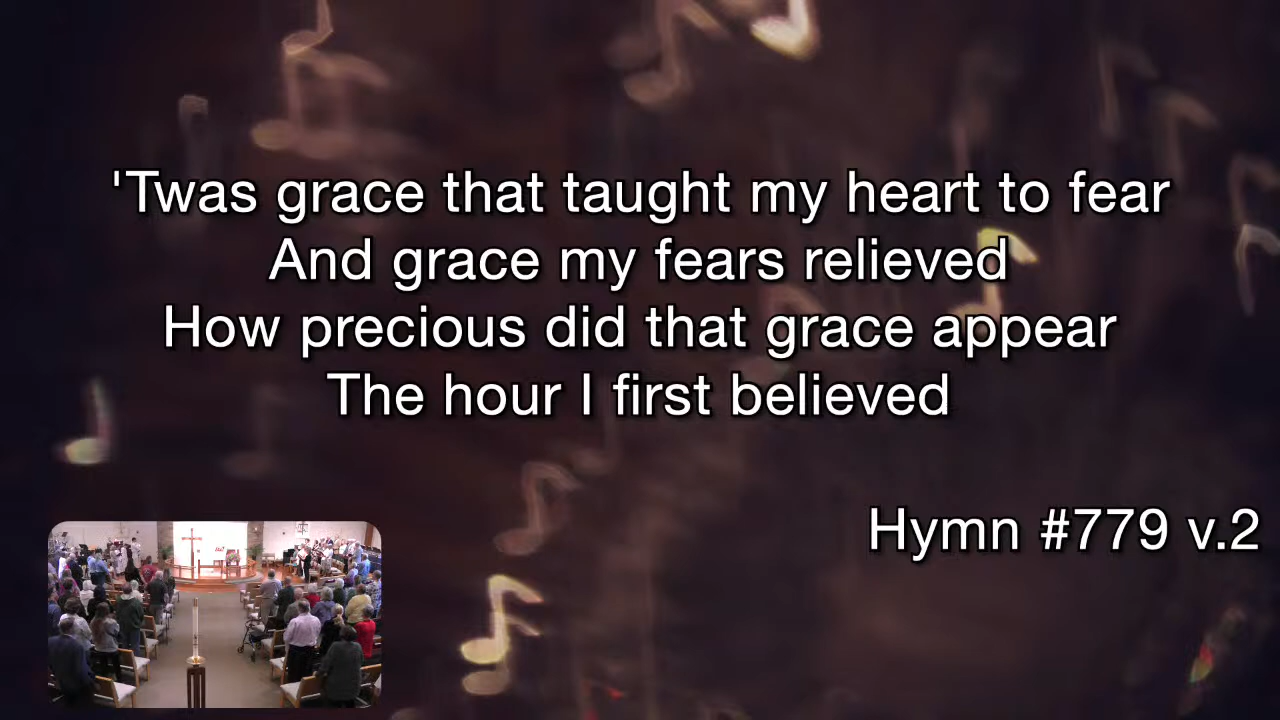 'Twas grace that taught my heart to fear
And grace my fears relieved
How precious did that grace appear
The hour I first believed
Hymn #779 v.2